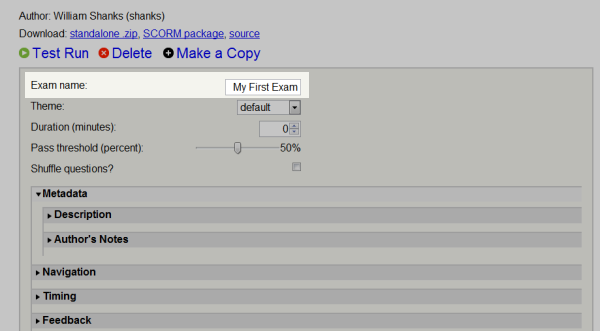 Author: William Shanks (shanks)
Download: standalone .zip, SCORM package, source
Test Run Delete Make a Copy
Exam name: My First Exam
Theme: default
Duration (minutes): 0
Pass threshold (percent): 50%
Shuffle questions?
Metadata
Description
Author's Notes
Navigation
Timing
Feedback